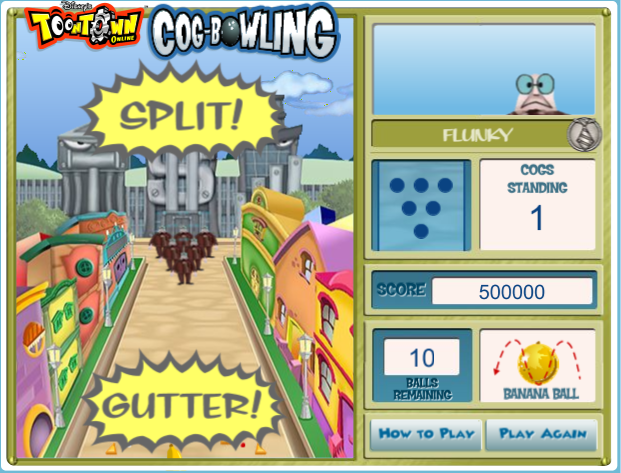 Disney's
TOONTOWN
ONLINE
COG-BOWLING
SPLIT!
FLUNKY
COGS
STANDING
1
SCORE 500000
10
BALLS
REMAINING
BANANA BALL
GUTTER!
HOW TO PLAY
PLAY AGAIN